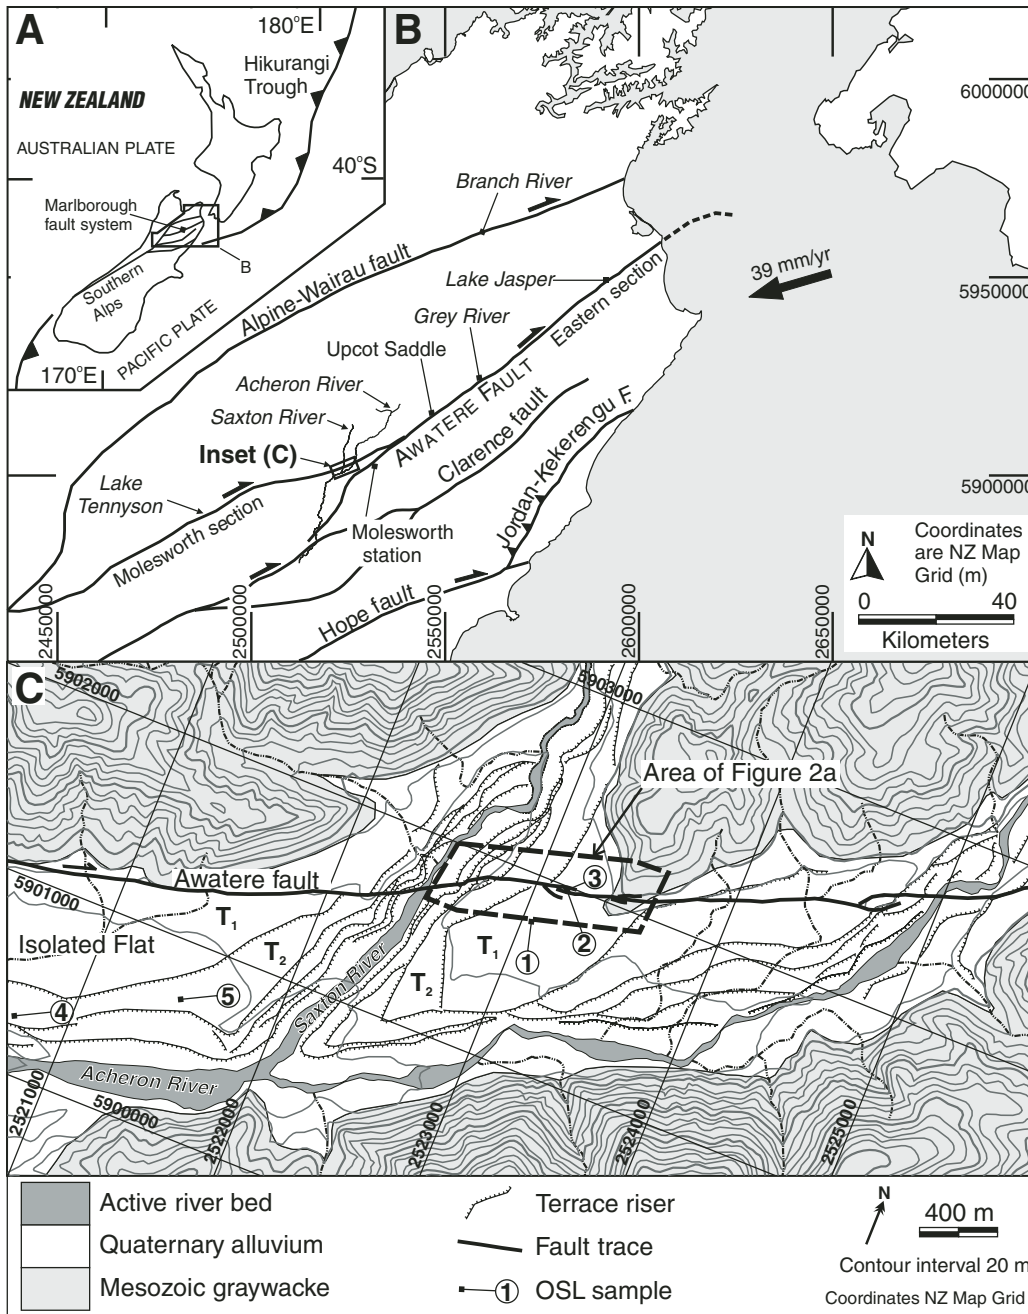 A
180°E
Hikurangi
Trough
NEW ZEALAND
AUSTRALIAN PLATE
40°S
Marlborough
fault system
B
Southern
Alps
PACIFIC PLATE
170°E
B
6000000
Branch River
Alpine-Wairau fault
39 mm/yr
Lake Jasper
5950000
Eastern section
Grey River
Upcot Saddle
Acheron River
AWATERE FAULT
Saxton River
Clarence fault
Inset (C)
Jordan-Kekerengu F.
Lake
Tennyson
5900000
Molesworth section
Molesworth
station
Hope fault
N
Coordinates
are NZ Map
Grid (m)
0
40
Kilometers
2450000
2500000
2550000
2600000
2650000
C
5902000
5903000
Area of Figure 2a
Awatere fault
3
5901000
T1
Isolated Flat
T2
T1
2
1
T2
Saxton River
5
4
Acheron River
2521000
5900000
2522000
2523000
2524000
2525000
Active river bed
Quaternary alluvium
Mesozoic graywacke
Terrace riser
Fault trace
1 OSL sample
N
400 m
Contour interval 20 m
Coordinates NZ Map Grid